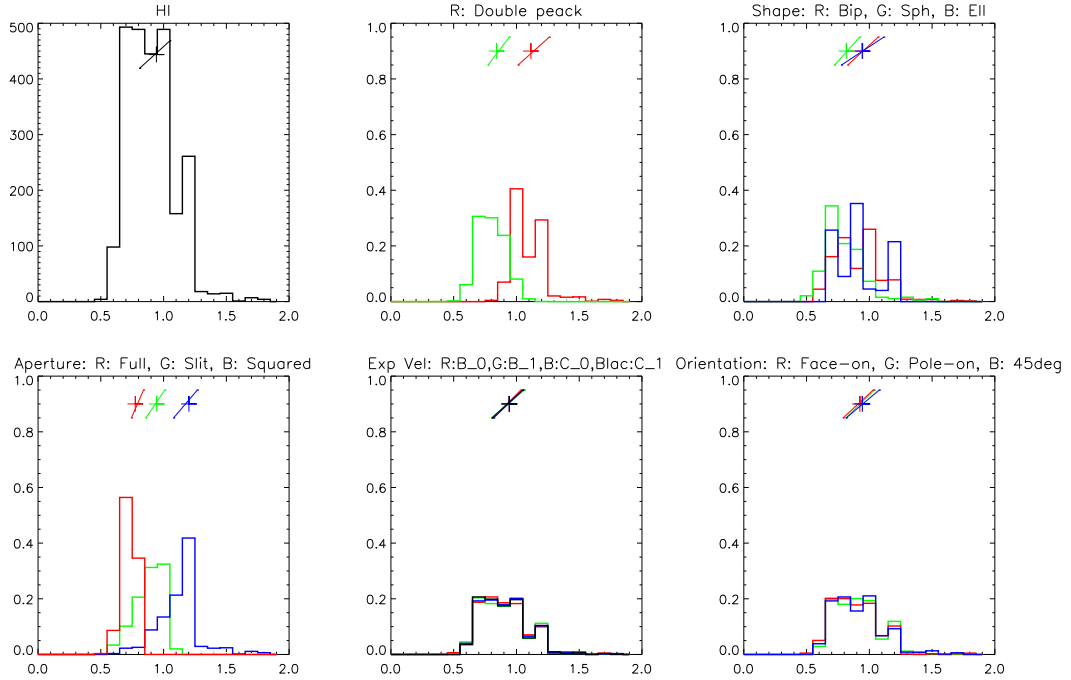 HI
R: Double peack
Shape: R: Bip, G: Sph, B: Ell
500
400
300
200
100
0.0 0.5 1.0 1.5 2.0
1.0
0.8
0.6
0.4
0.2
0.0
0.0 0.5 1.0 1.5 2.0
1.0
0.8
0.6
0.4
0.2
0.0
0.0 0.5 1.0 1.5 2.0
Aperture: R: Full, G: Slit, B: Squared
Exp Vel: R:B_0,G:B_1,B:C_0,Blac:C_1
Orientation: R: Face-on, G: Pole-on, B: 45deg
1.0
0.8
0.6
0.4
0.2
0.0
0.0 0.5 1.0 1.5 2.0
1.0
0.8
0.6
0.4
0.2
0.0
0.0 0.5 1.0 1.5 2.0
1.0
0.8
0.6
0.4
0.2
0.0
0.0 0.5 1.0 1.5 2.0